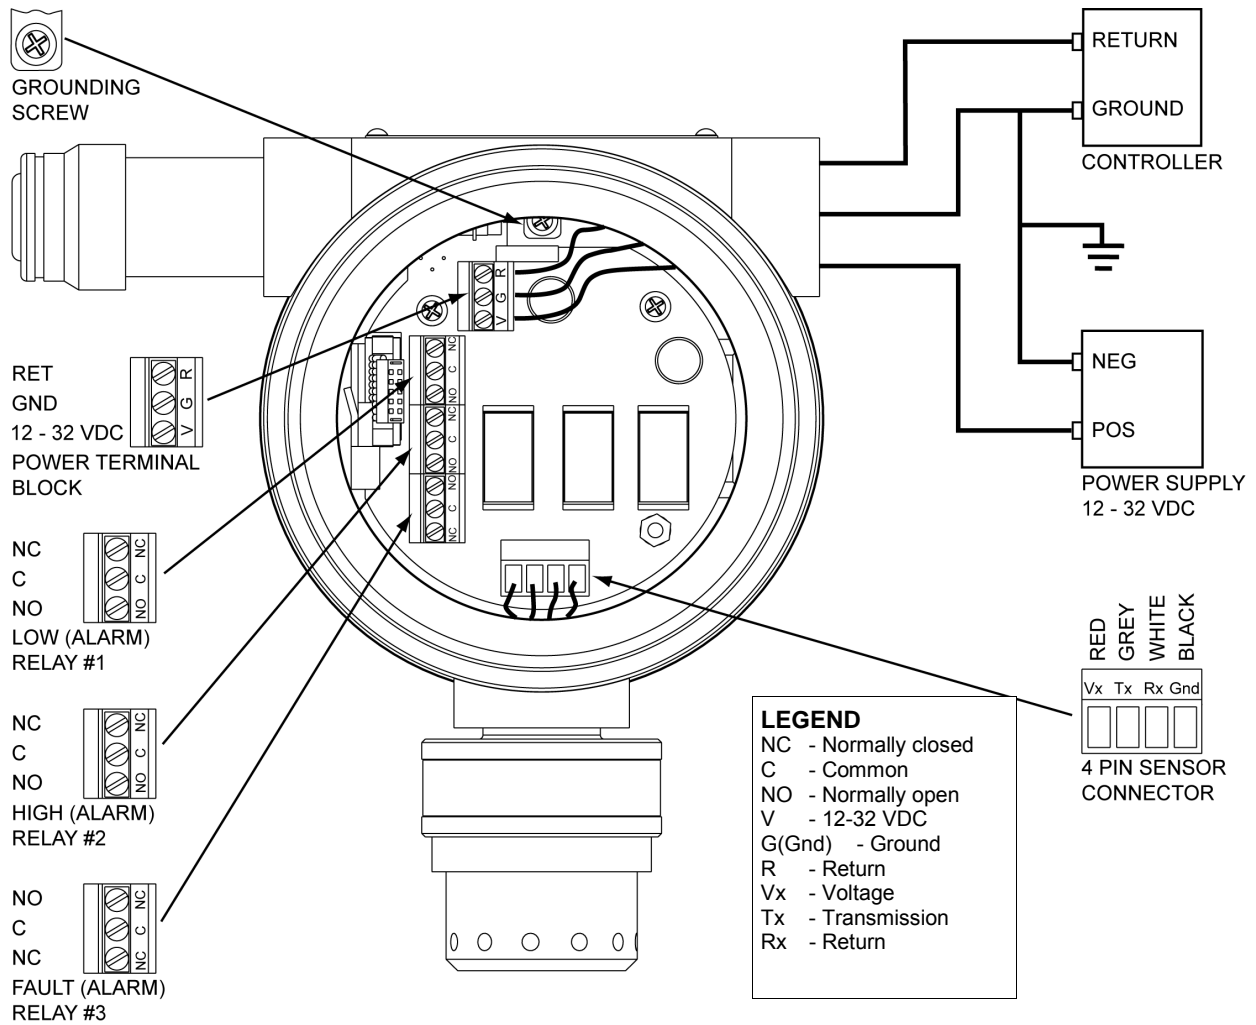 GROUNDING
SCREW
RETURN
GROUND
CONTROLLER
R
G
V
NC
C
NO
NC
C
NO
NO
C
NC
NEG
POS
POWER SUPPLY
12 - 32 VDC
RET
GND
12 - 32 VDC
R
G
V
POWER TERMINAL
BLOCK
NC
C
NO
NC
C
NO
LOW (ALARM)
RELAY #1
NC
C
NO
NC
C
NO
HIGH (ALARM)
RELAY #2
NO
C
NC
NC
C
NC
FAULT (ALARM)
RELAY #3
RED
GREY
WHITE
BLACK
Vx Tx Rx Gnd
4 PIN SENSOR
CONNECTOR
LEGEND
NC - Normally closed
C - Common
NO - Normally open
V - 12-32 VDC
G(Gnd) - Ground
R - Return
Vx - Voltage
Tx - Transmission
Rx - Return